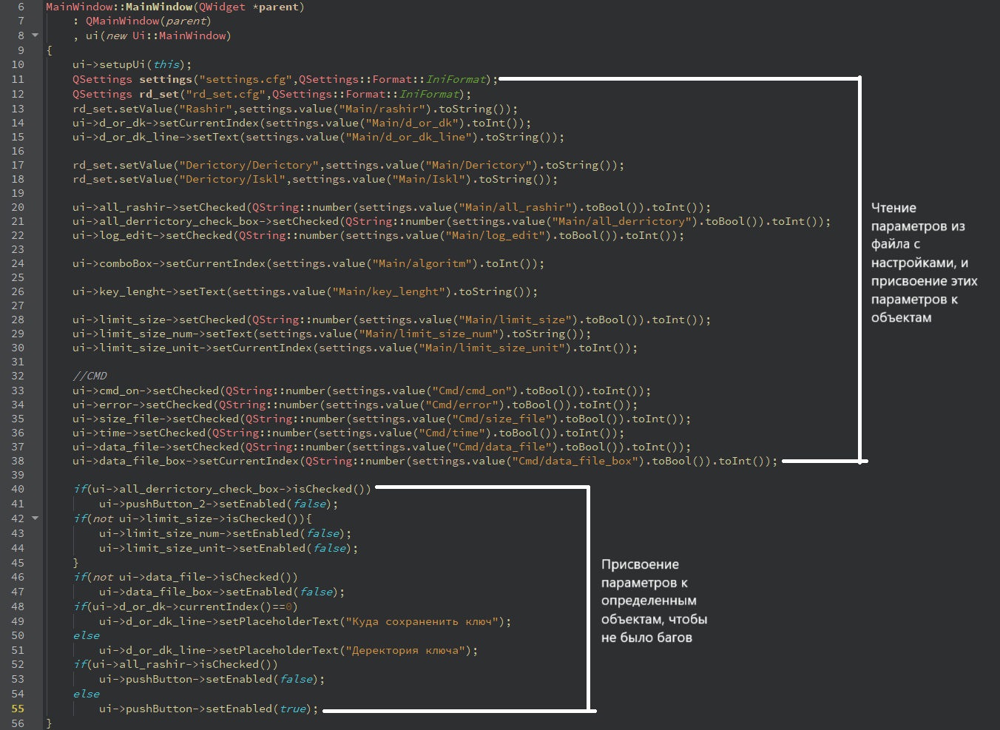 6 MainWindow::MainWindow(QWidget *parent)
7     : QMainWindow(parent)
8     , ui(new Ui::MainWindow)
9 {
10     ui->setupUi(this);
11     QSettings settings("settings.cfg",QSettings::Format::IniFormat);
12     QSettings rd_set("rd_set.cfg",QSettings::Format::IniFormat);
13     rd_set.setValue("Rashir",settings.value("Main/rashir").toString());
14     ui->d_or_dk->setCurrentIndex(settings.value("Main/d_or_dk").toInt());
15     ui->d_or_dk_line->setText(settings.value("Main/d_or_dk_line").toString());
16
17     rd_set.setValue("Derictory/Derictory",settings.value("Main/Derictory").toString());
18     rd_set.setValue("Derictory/Iskl",settings.value("Main/Iskl").toString());
19
20     ui->all_rashir->setChecked(QString::number(settings.value("Main/all_rashir").toBool()).toInt());
21     ui->all_derrictory_check_box->setChecked(QString::number(settings.value("Main/all_derrictory").toBool()).toInt());
22     ui->log_edit->setChecked(QString::number(settings.value("Main/log_edit").toBool()).toInt());
23
24     ui->comboBox->setCurrentIndex(settings.value("Main/algoritm").toInt());
25
26     ui->key_lenght->setText(settings.value("Main/key_lenght").toString());
27
28     ui->limit_size->setChecked(QString::number(settings.value("Main/limit_size").toBool()).toInt());
29     ui->limit_size_num->setText(settings.value("Main/limit_size_num").toString());
30     ui->limit_size_unit->setCurrentIndex(settings.value("Main/limit_size_unit").toInt());
31
32     //CMD
33     ui->cmd_on->setChecked(QString::number(settings.value("Cmd/cmd_on").toBool()).toInt());
34     ui->error->setChecked(QString::number(settings.value("Cmd/error").toBool()).toInt());
35     ui->size_file->setChecked(QString::number(settings.value("Cmd/size_file").toBool()).toInt());
36     ui->time->setChecked(QString::number(settings.value("Cmd/time").toBool()).toInt());
37     ui->data_file->setChecked(QString::number(settings.value("Cmd/data_file").toBool()).toInt());
38     ui->data_file_box->setCurrentIndex(QString::number(settings.value("Cmd/data_file_box").toBool()).toInt());
39
40     if(ui->all_derrictory_check_box->isChecked())
41         ui->pushButton_2->setEnabled(false);
42     if(not ui->limit_size->isChecked()){
43         ui->limit_size_num->setEnabled(false);
44         ui->limit_size_unit->setEnabled(false);
45     }
46     if(not ui->data_file->isChecked())
47         ui->data_file_box->setEnabled(false);
48     if(ui->d_or_dk->currentIndex()==0)
49         ui->d_or_dk_line->setPlaceholderText("Куда сохраненить ключ");
50     else
51         ui->d_or_dk_line->setPlaceholderText("Деректория ключа");
52     if(ui->all_rashir->isChecked())
53         ui->pushButton->setEnabled(false);
54     else
55         ui->pushButton->setEnabled(true);
56 }
Чтение
параметров из
файла с
настройками, и
присвоение этих
параметров к
объектам
Присвоение
параметров к
определенным
объектам, чтобы
не было багов